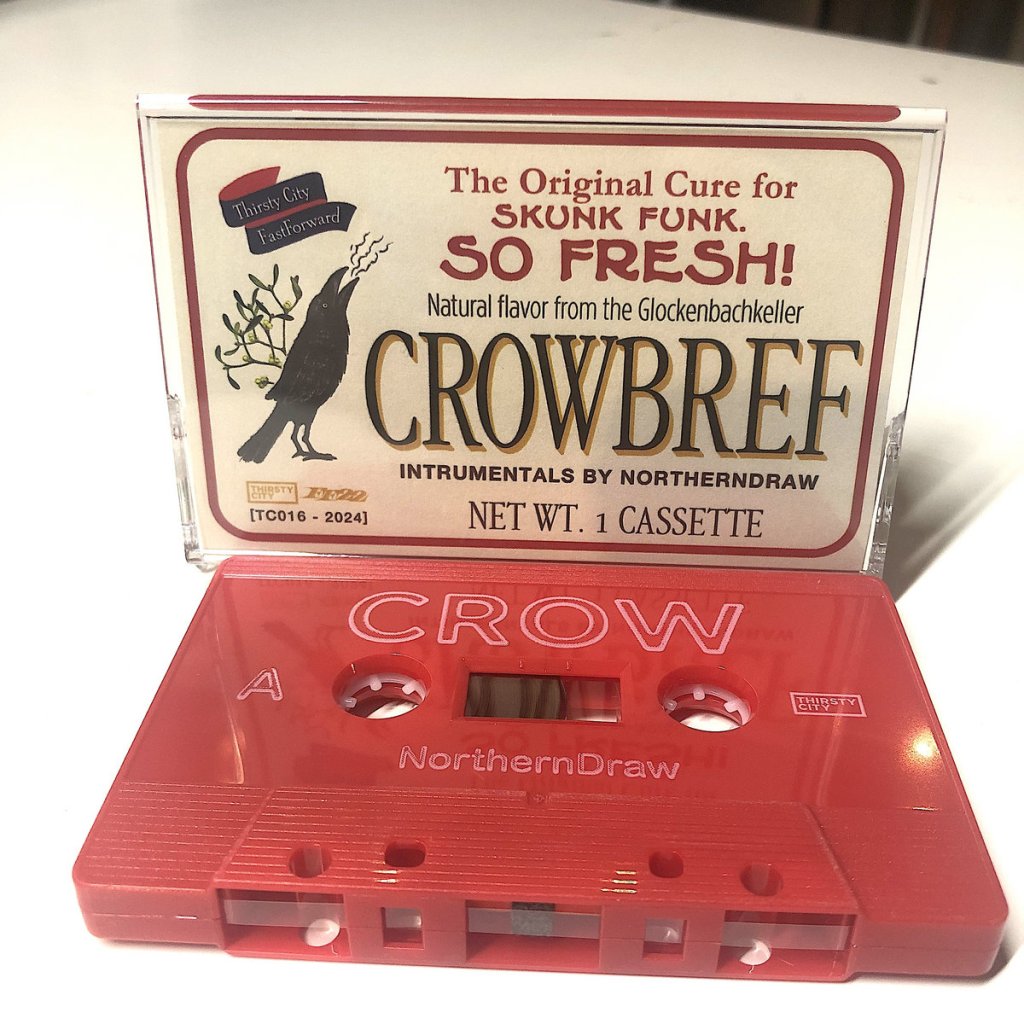 Thirsty City
FastForward
The Original Cure for
SKUNK FUNK.
SO FRESH!
Natural flavor from the Glockenbachkeller
CROWBREF
INTRUMENTALS BY NORTHERNDRAW
THIRSTY
CITY
FF22
[TC016 - 2024]
NET WT. 1 CASSETTE
CROW
A
THIRSTY
CITY
NorthernDraw